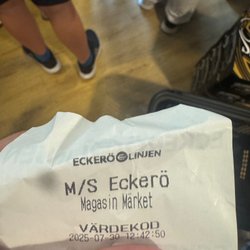 ECKERÖ LINJEN
M/S Eckerö
Magasin Märket
VÄRDEKOD
2025-07-30 12:42:50